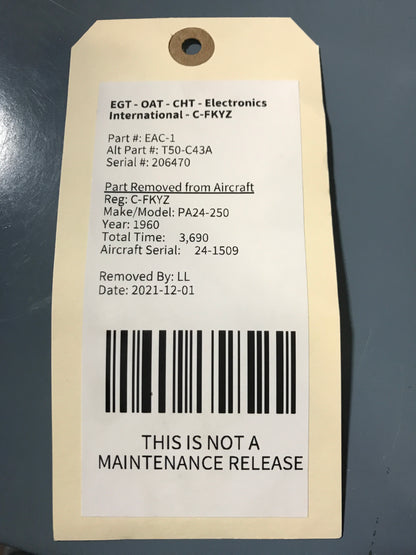 EGT - OAT - CHT - Electronics
International - C-FKYZ
Part #: EAC-1
Alt Part #: T50-C43A
Serial #: 206470
Part Removed from Aircraft
Reg: C-FKYZ
Make/Model: PA24-250
Year: 1960
Total Time: 3,690
Aircraft Serial: 24-1509
Removed By: LL
Date: 2021-12-01
THIS IS NOT A
MAINTENANCE RELEASE